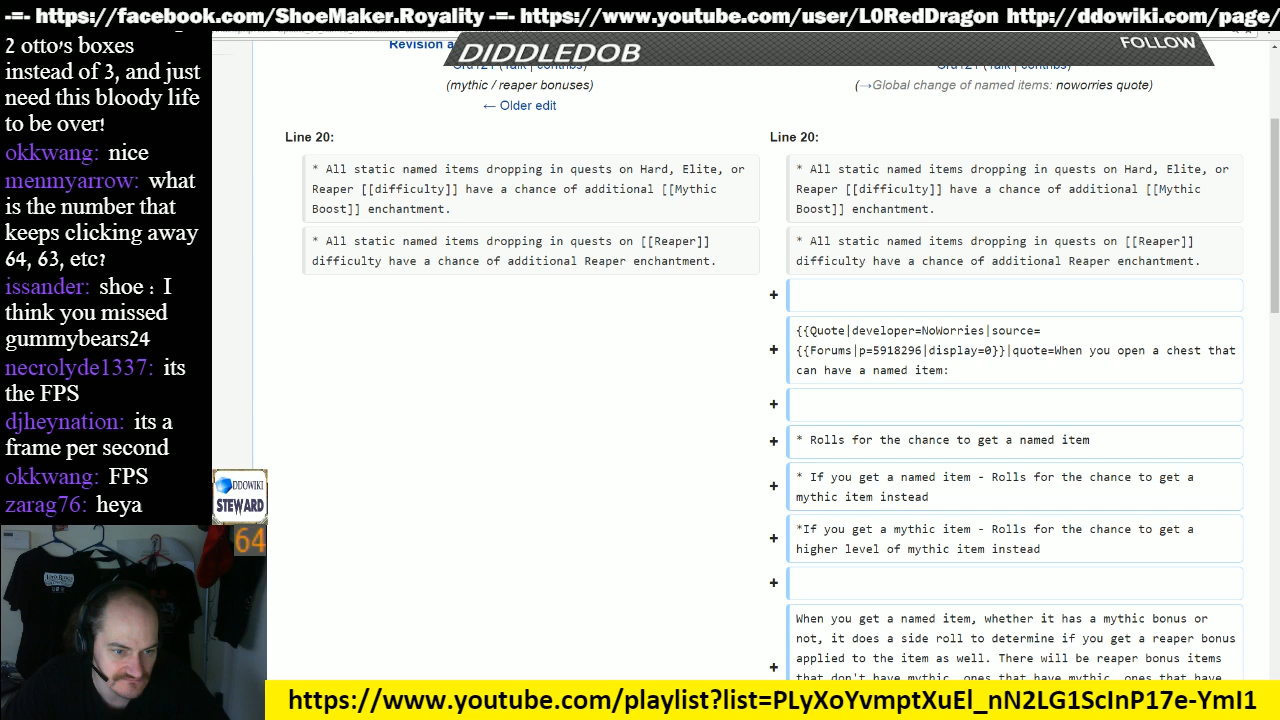 -=- https://facebook.com/ShoeMaker.Royality -=- https://www.youtube.com/user/L0RedDragon http://ddowiki.com/page/
2 otto's boxes
instead of 3, and just
need this bloody life
to be over!
okkwang: nice
menmyarrow: what
is the number that
keeps clicking away
64, 63, etc?
issander: shoe : I
think you missed
gummybears24
necrolyde1337: its
the FPS
djheynation: its a
frame per second
okkwang: FPS
zarag76: heya
DDOWIKI
STEWARD
64
Revision a
DIDDLEDOB
FOLLOW
(mythic / reaper bonuses)
← Older edit
(→Global change of named items: noworries quote)
Line 20:
* All static named items dropping in quests on Hard, Elite, or
Reaper [[difficulty]] have a chance of additional [[Mythic
Boost]] enchantment.
* All static named items dropping in quests on [[Reaper]]
difficulty have a chance of additional Reaper enchantment.
Line 20:
* All static named items dropping in quests on Hard, Elite, or
Reaper [[difficulty]] have a chance of additional [[Mythic
Boost]] enchantment.
* All static named items dropping in quests on [[Reaper]]
difficulty have a chance of additional Reaper enchantment.
+
+
{{Quote|developer=NoWorries|source=
{{Forums|p=5918296|display=0}}|quote=When you open a chest that
can have a named item:
+
+
* Rolls for the chance to get a named item
+
* If you get a named item - Rolls for the chance to get a
mythic item instead
+
*If you get a mythic item - Rolls for the chance to get a
higher level of mythic item instead
+
+
When you get a named item, whether it has a mythic bonus or
not, it does a side roll to determine if you get a reaper bonus
applied to the item as well. There will be reaper bonus items
that don't have mythic, ones that have mythic, ones that have
https://www.youtube.com/playlist?list=PLyXoYvmptXuEl_nN2LG1ScInP17e-YmI1